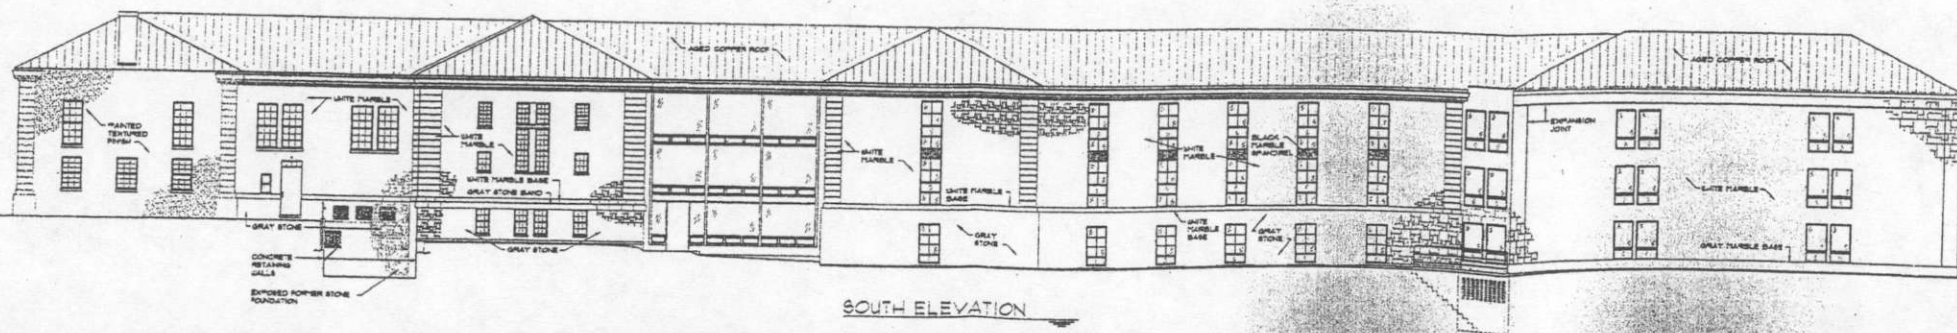 AGED COPPER ROOF
AGED COPPER ROOF
WHITE MARBLE
PAINTED
TEXTURED
FINISH
WHITE
MARBLE
WHITE
MARBLE
WHITE
MARBLE
BLACK
MARBLE
SPANDREL
EXPANSION
JOINT
WHITE MARBLE
WHITE MARBLE BASE
GRAY STONE BAND
WHITE MARBLE
BASE
GRAY STONE
GRAY STONE
GRAY
STONE
WHITE
MARBLE
BASE
GRAY
STONE
GRAY MARBLE BASE
CONCRETE
RETAINING
WALLS
EXPOSED FORMER STONE
FOUNDATION
SOUTH ELEVATION